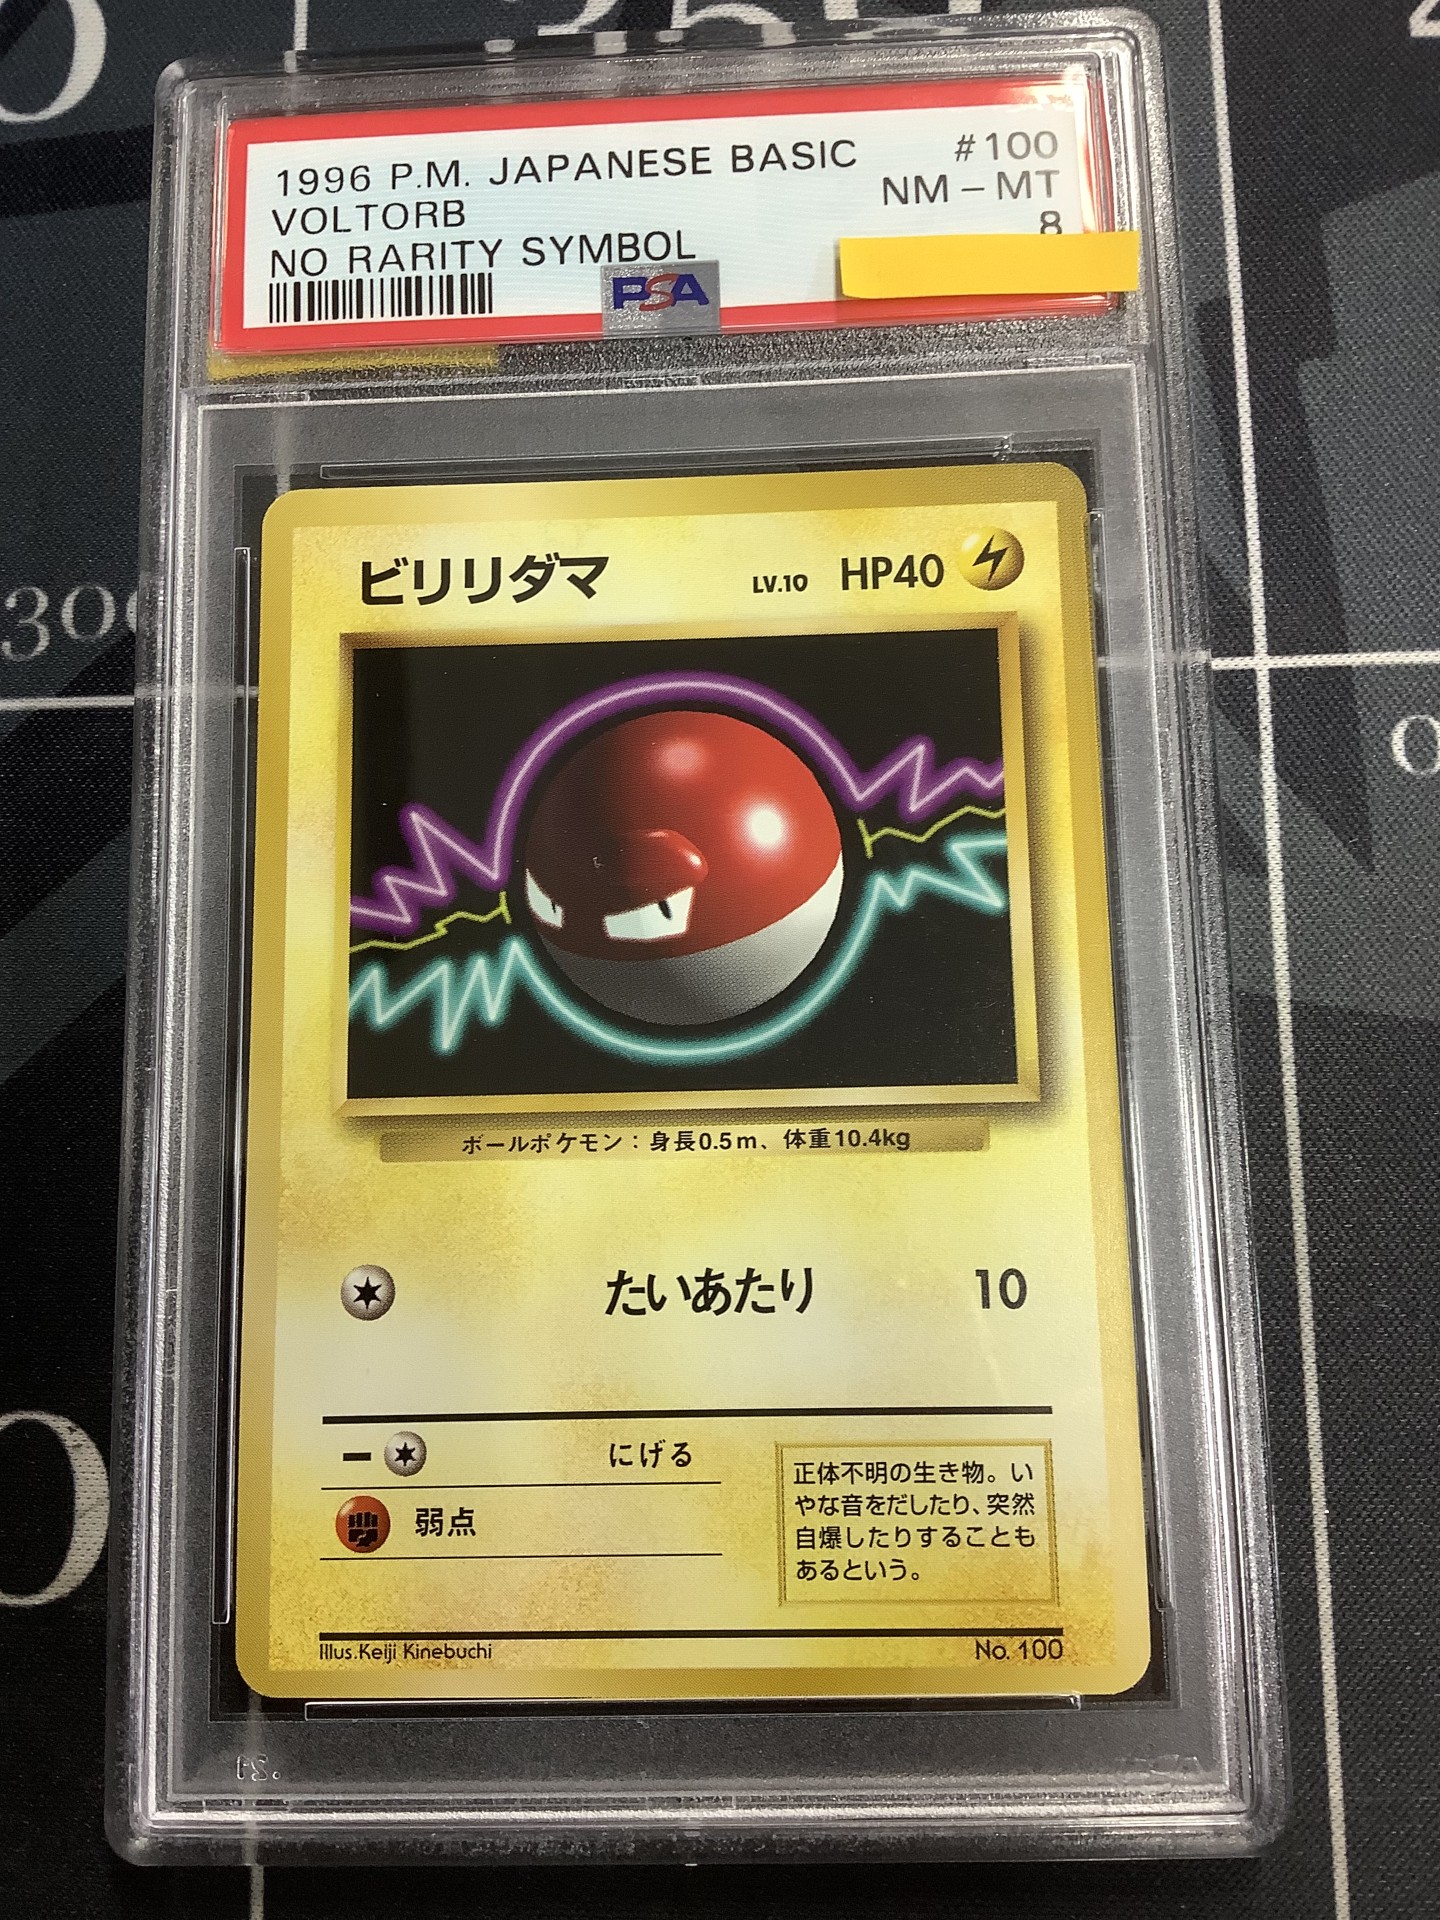 1996 P.M. JAPANESE BASIC #100
VOLTORB NM - MT
NO RARITY SYMBOL 8
PSA
ビリリダマ LV.10 HP40
ボールポケモン：身長0.5m、体重10.4kg
たいあたり 10
にげる
弱点
正体不明の生き物。い
やな音をだしたり、突然
自爆したりすることも
あるという。
Illus.Keiji Kinebuchi No. 100